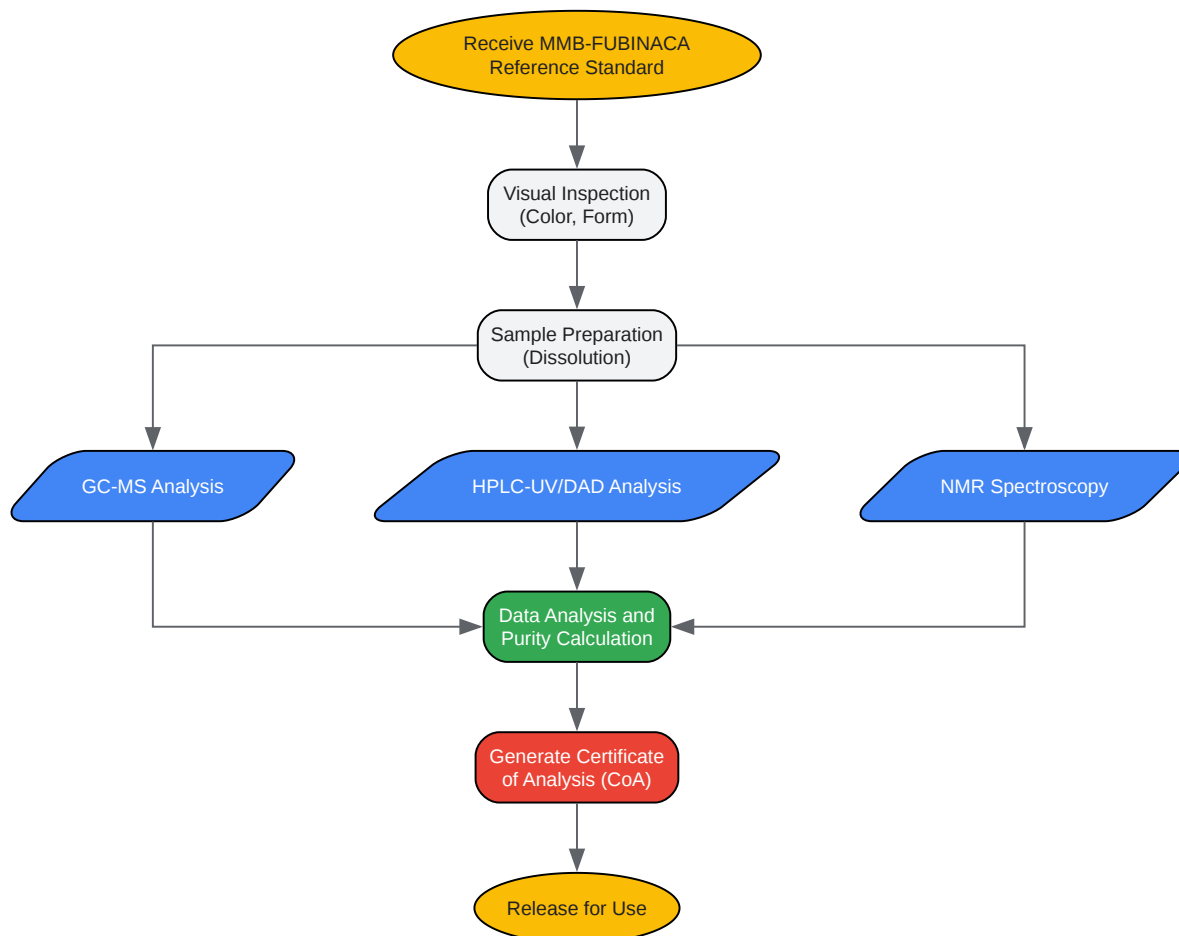 Receive MMB-FUBINACA
Reference Standard
Visual Inspection
(Color, Form)
Sample Preparation
(Dissolution)
GC-MS Analysis
HPLC-UV/DAD Analysis
NMR Spectroscopy
Data Analysis and
Purity Calculation
Generate Certificate
of Analysis (CoA)
Release for Use